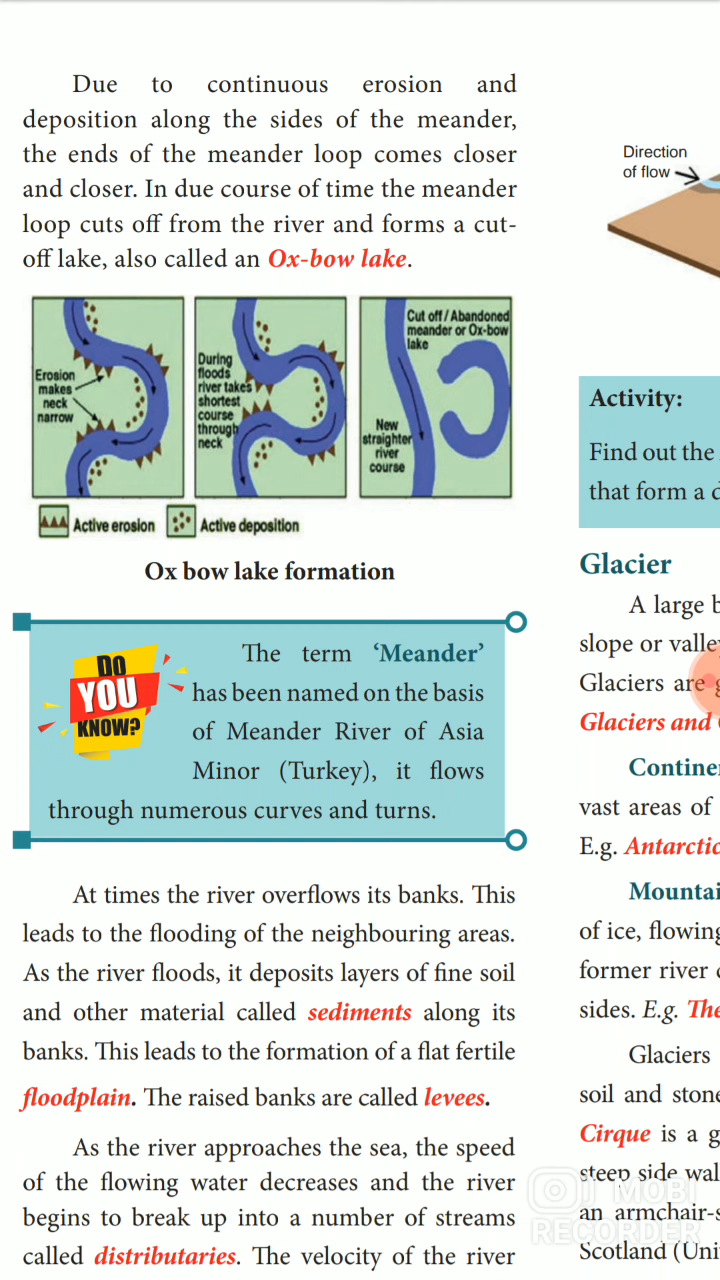 Due to continuous erosion and
deposition along the sides of the meander,
the ends of the meander loop comes closer
and closer. In due course of time the meander
loop cuts off from the river and forms a cut-
off lake, also called an Ox-bow lake.
Erosion
makes
neck
narrow
During
floods
river takes
shortest
course
through
neck
Cut off / Abandoned
meander or Ox-bow
lake
New
straighter
river
course
Active erosion
Active deposition
Ox bow lake formation
DO
YOU
KNOW?
The term ‘Meander’
has been named on the basis
of Meander River of Asia
Minor (Turkey), it flows
through numerous curves and turns.
At times the river overflows its banks. This
leads to the flooding of the neighbouring areas.
As the river floods, it deposits layers of fine soil
and other material called sediments along its
banks. This leads to the formation of a flat fertile
floodplain. The raised banks are called levees.
As the river approaches the sea, the speed
of the flowing water decreases and the river
begins to break up into a number of streams
called distributaries. The velocity of the river
Direction
of flow
Activity:
Find out the
that form a d
Glacier
A large b
slope or valley
Glaciers are g
Glaciers and
Continen
vast areas of
E.g. Antarctic
Mountai
of ice, flowing
former river
sides. E.g. The
Glaciers
soil and stone
Cirque is a g
steep side wal
an armchair-s
Scotland (Uni
MOBI
RECORDER